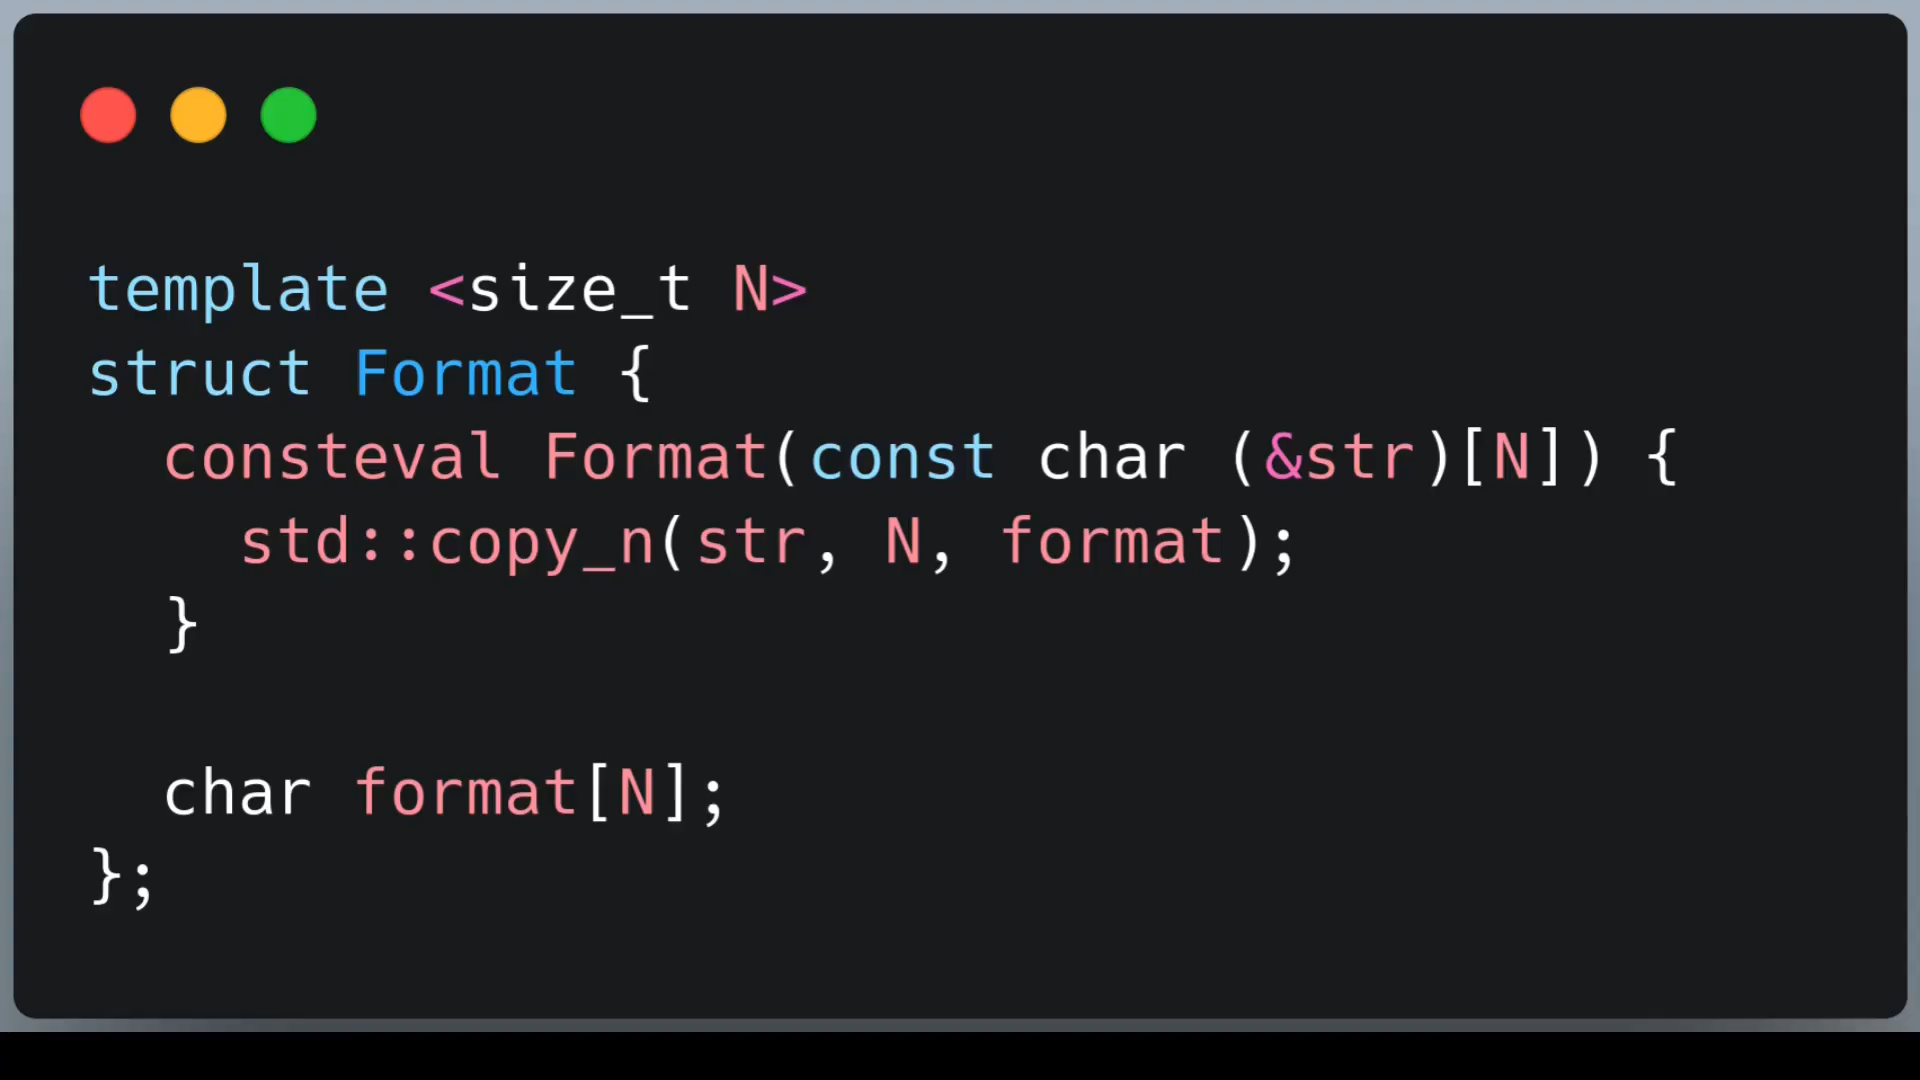 template <size_t N>
struct Format {
  consteval Format(const char (&str)[N]) {
    std::copy_n(str, N, format);
  }

  char format[N];
};